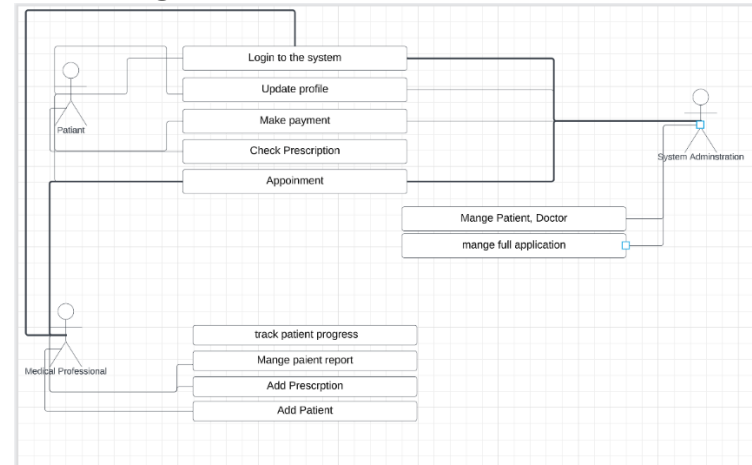 Login to the system
Update profile
Make payment
Check Prescription
Appoinment
Patiant
System Adminstration
Mange Patient, Doctor
mange full application
track patient progress
Mange paient report
Add Prescrption
Add Patient
Medical Professional